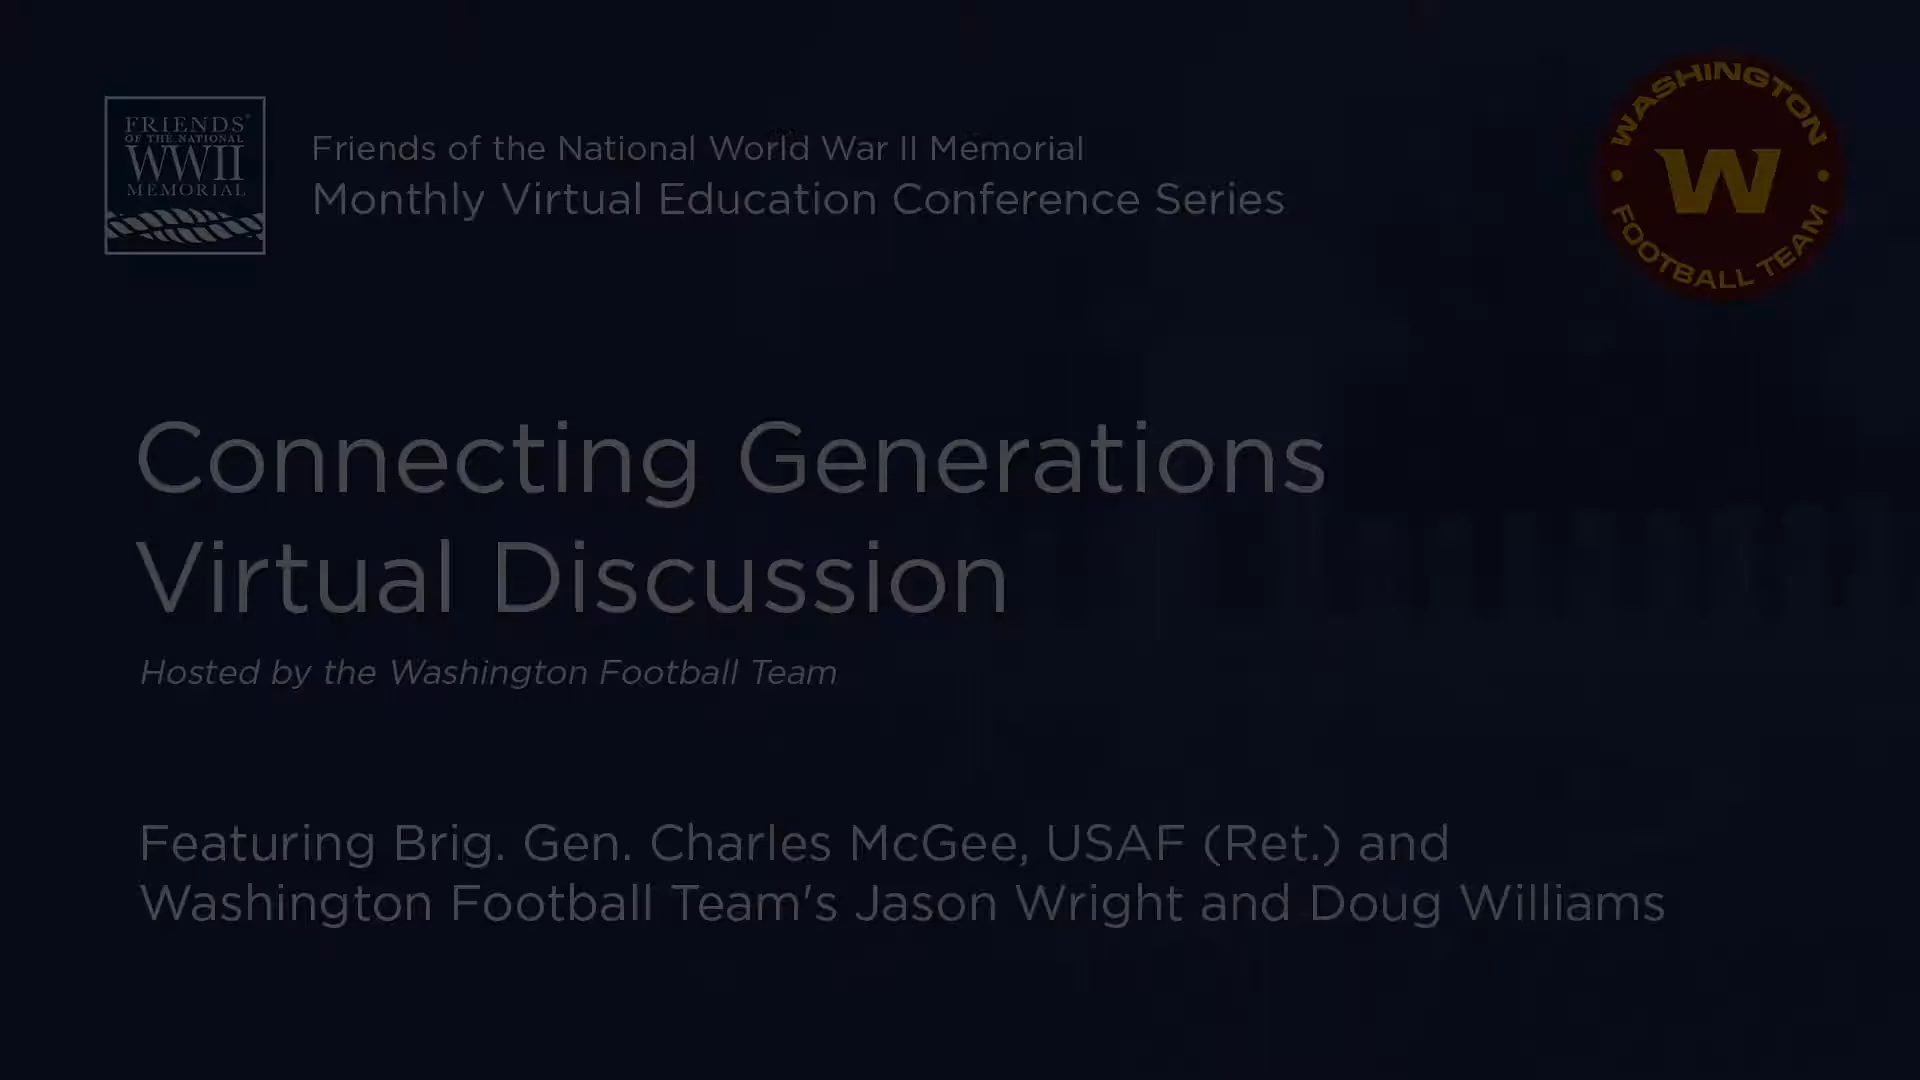 FRIENDS®
OF THE NATIONAL
WWII
MEMORIAL
Friends of the National World War II Memorial
Monthly Virtual Education Conference Series
WASHINGTON
W
FOOTBALL TEAM
Connecting Generations
Virtual Discussion
Hosted by the Washington Football Team
Featuring Brig. Gen. Charles McGee, USAF (Ret.) and
Washington Football Team's Jason Wright and Doug Williams